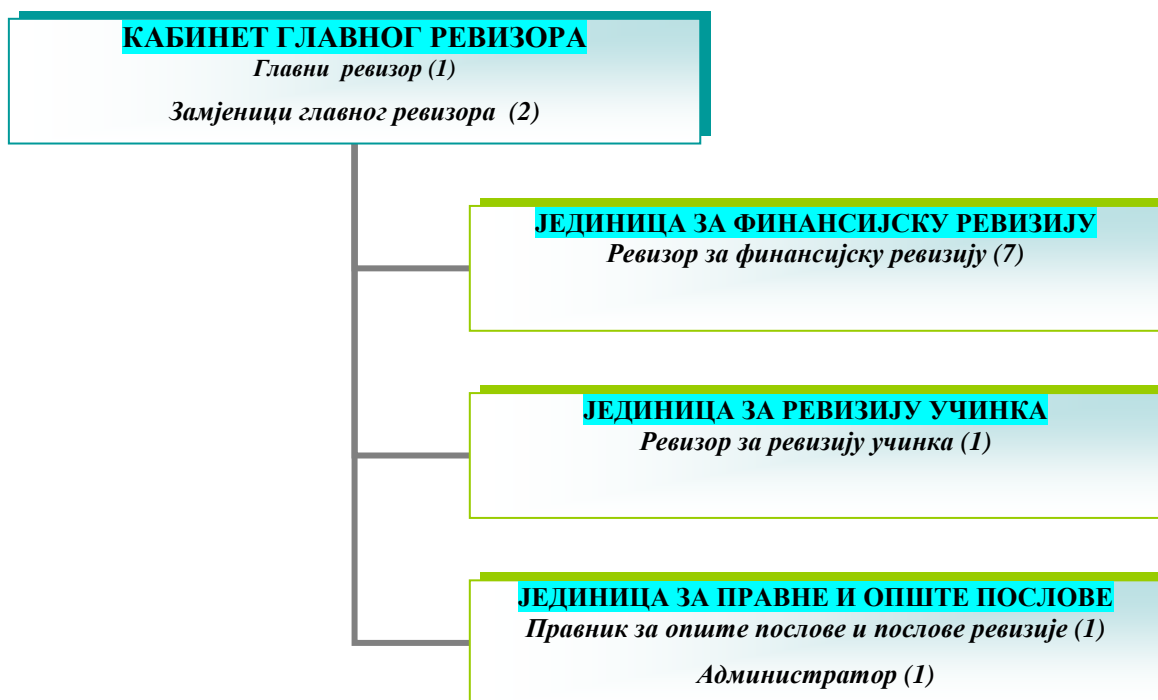 КАБИНЕТ ГЛАВНОГ РЕВИЗОРА
Главни ревизор (1)
Замјеници главног ревизора (2)
ЈЕДИНИЦА ЗА ФИНАНСИЈСКУ РЕВИЗИЈУ
Ревизор за финансијску ревизију (7)
ЈЕДИНИЦА ЗА РЕВИЗИЈУ УЧИНКА
Ревизор за ревизију учинка (1)
ЈЕДИНИЦА ЗА ПРАВНЕ И ОПШТЕ ПОСЛОВЕ
Правник за опште послове и послове ревизије (1)
Администратор (1)